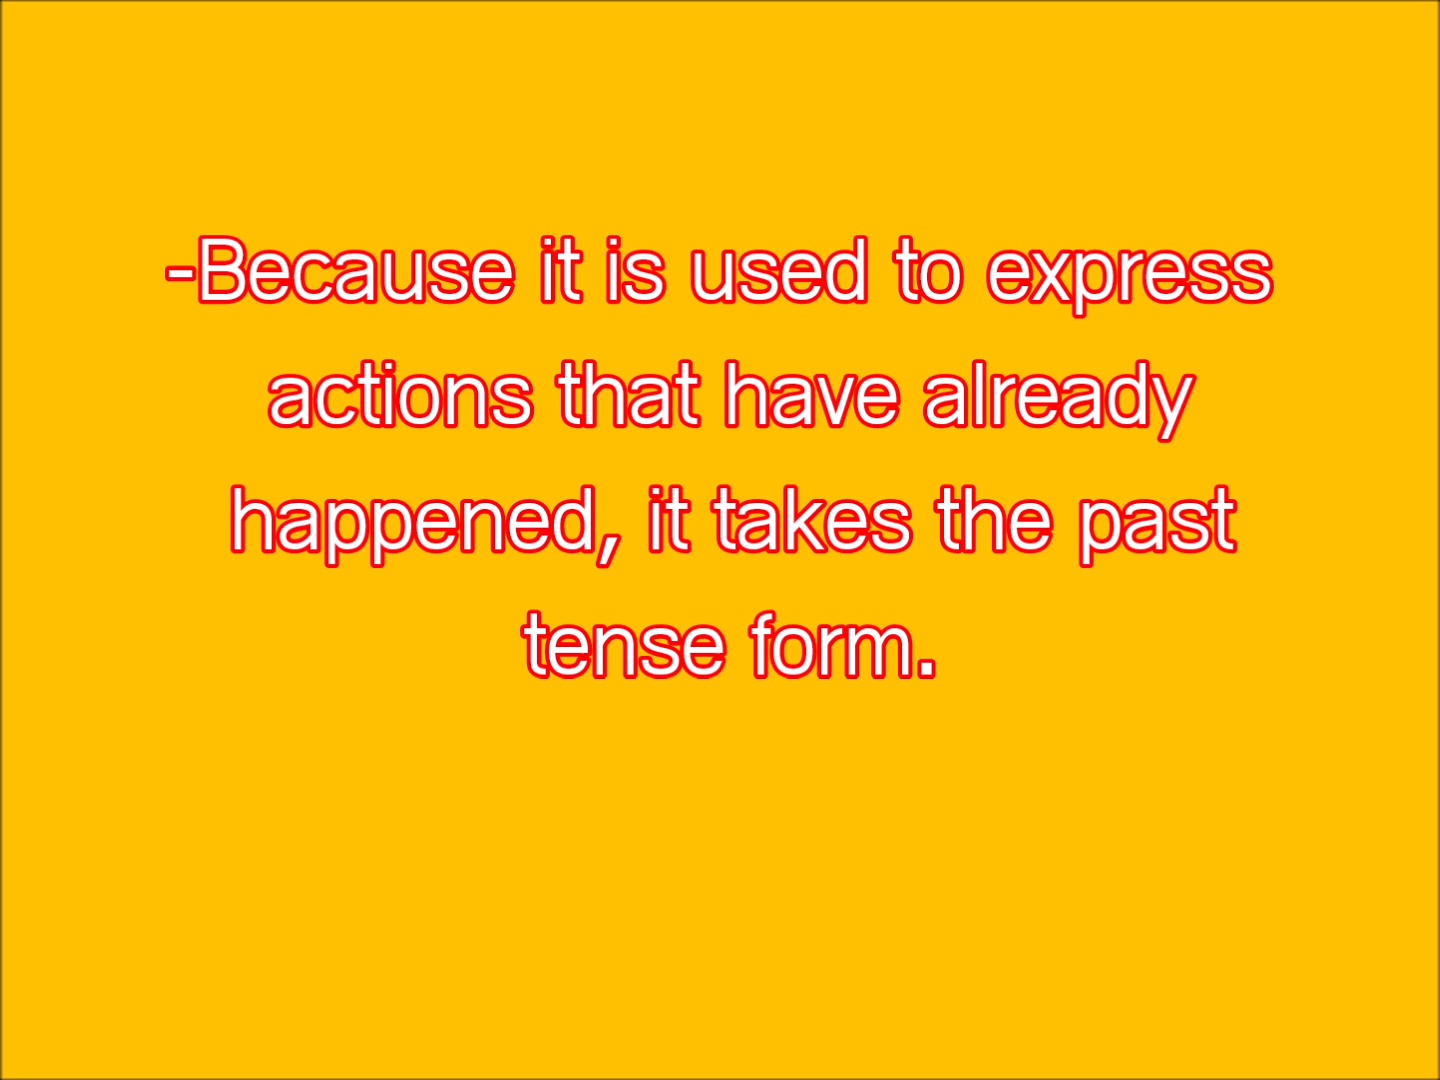 -Because it is used to express
actions that have already
happened, it takes the past
tense form.